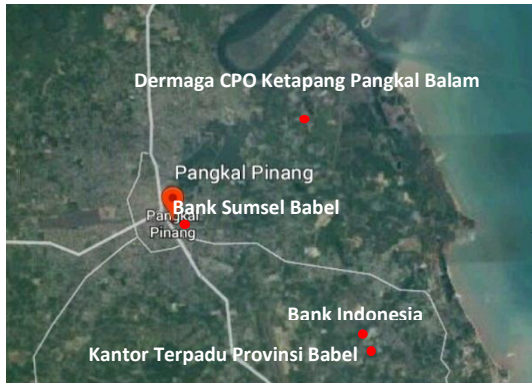 Dermaga CPO Ketapang Pangkal Balam
Pangkal Pinang
Bank Sumsel Babel
Pangkal
Pinang
Bank Indonesia
Kantor Terpadu Provinsi Babel